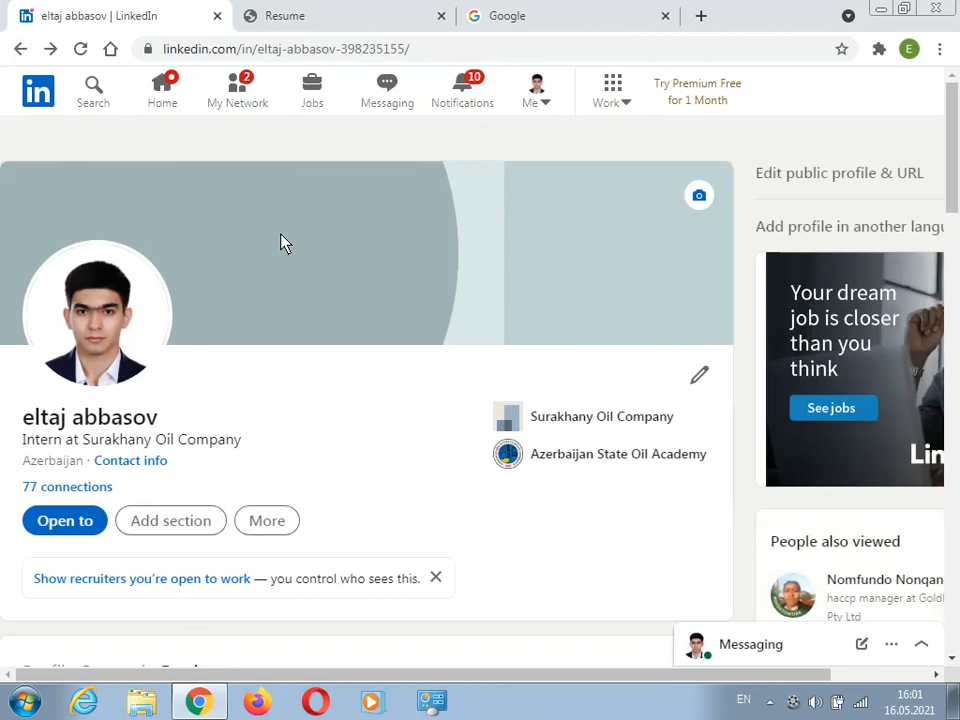 eltaj abbasov | LinkedIn
Resume
Google
linkedin.com/in/eltaj-abbasov-398235155/
E
in
Search
Home
2
My Network
Jobs
Messaging
10
Notifications
Me
Work
Try Premium Free
for 1 Month
Edit public profile & URL
Add profile in another langu
Your dream
job is closer
than you
think
See jobs
Lin
eltaj abbasov
Intern at Surakhany Oil Company
Azerbaijan · Contact info
77 connections
Surakhany Oil Company
Azerbaijan State Oil Academy
Open to
Add section
More
Show recruiters you're open to work — you control who sees this.
People also viewed
Nomfundo Nonqan
haccp manager at Gold
Pty Ltd
Messaging
EN
16:01
16.05.2021